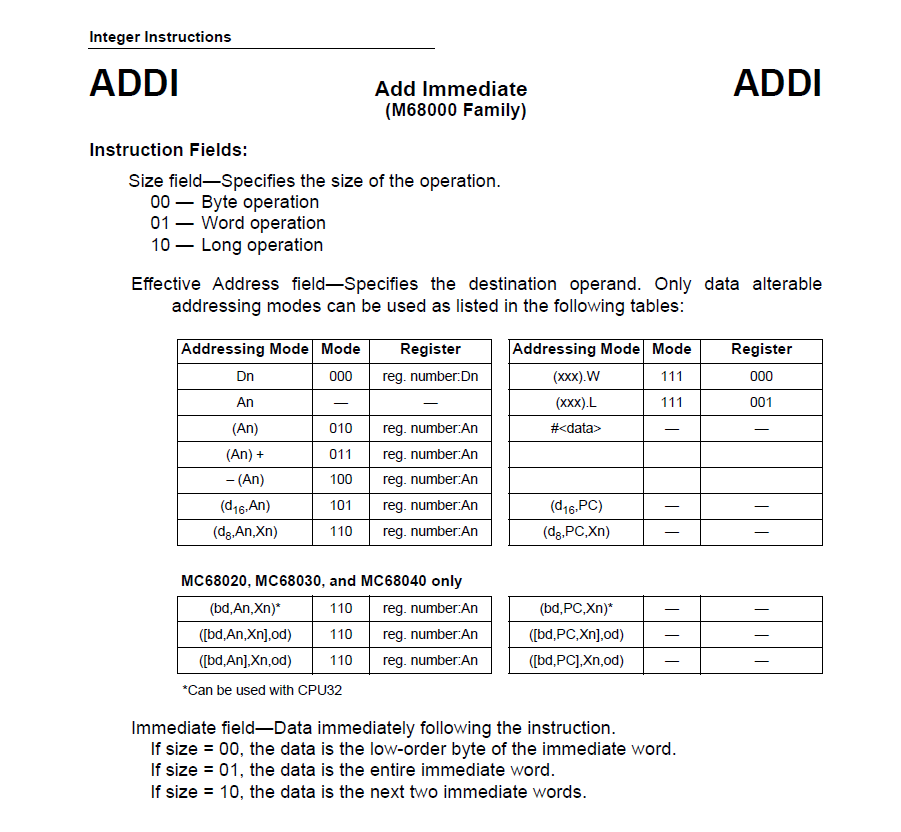 Integer Instructions
ADDI Add Immediate ADDI
(M68000 Family)
Instruction Fields:
Size field—Specifies the size of the operation.
00 — Byte operation
01 — Word operation
10 — Long operation
Effective Address field—Specifies the destination operand. Only data alterable
addressing modes can be used as listed in the following tables:
Addressing Mode Mode Register Addressing Mode Mode Register
Dn 000 reg. number:Dn (xxx).W 111 000
An — — (xxx).L 111 001
(An) 010 reg. number:An #<data> — —
(An) + 011 reg. number:An
– (An) 100 reg. number:An
(d16,An) 101 reg. number:An (d16,PC) — —
(d8,An,Xn) 110 reg. number:An (d8,PC,Xn) — —
MC68020, MC68030, and MC68040 only
(bd,An,Xn)* 110 reg. number:An (bd,PC,Xn)* — —
([bd,An,Xn],od) 110 reg. number:An ([bd,PC,Xn],od) — —
([bd,An],Xn,od) 110 reg. number:An ([bd,PC],Xn,od) — —
*Can be used with CPU32
Immediate field—Data immediately following the instruction.
If size = 00, the data is the low-order byte of the immediate word.
If size = 01, the data is the entire immediate word.
If size = 10, the data is the next two immediate words.